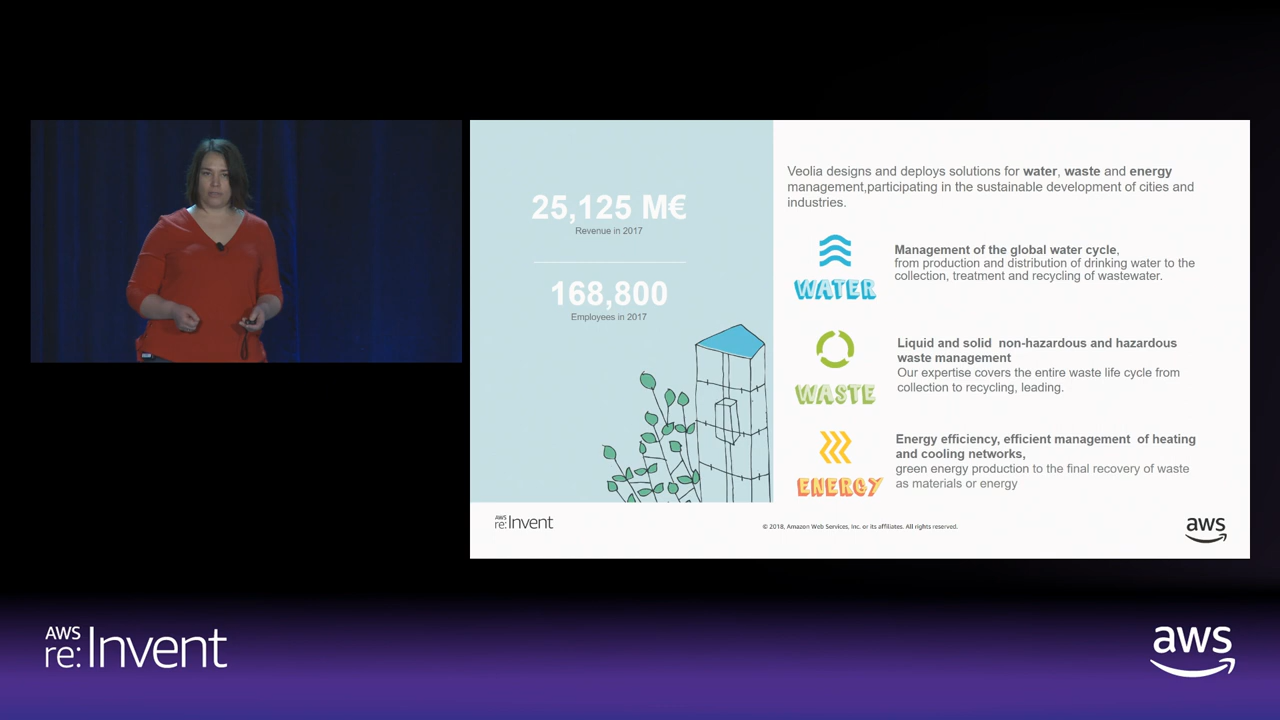 25,125 M€
Revenue in 2017
168,800
Employees in 2017
Veolia designs and deploys solutions for water, waste and energy
management,participating in the sustainable development of cities and
industries.
WATER
Management of the global water cycle,
from production and distribution of drinking water to the
collection, treatment and recycling of wastewater.
WASTE
Liquid and solid  non-hazardous and hazardous
waste management
Our expertise covers the entire waste life cycle from
collection to recycling, leading.
ENERGY
Energy efficiency, efficient management  of heating
and cooling networks,
green energy production to the final recovery of waste
as materials or energy
AWS
re:Invent
© 2018, Amazon Web Services, Inc. or its affiliates. All rights reserved.
aws
AWS
re:Invent
aws